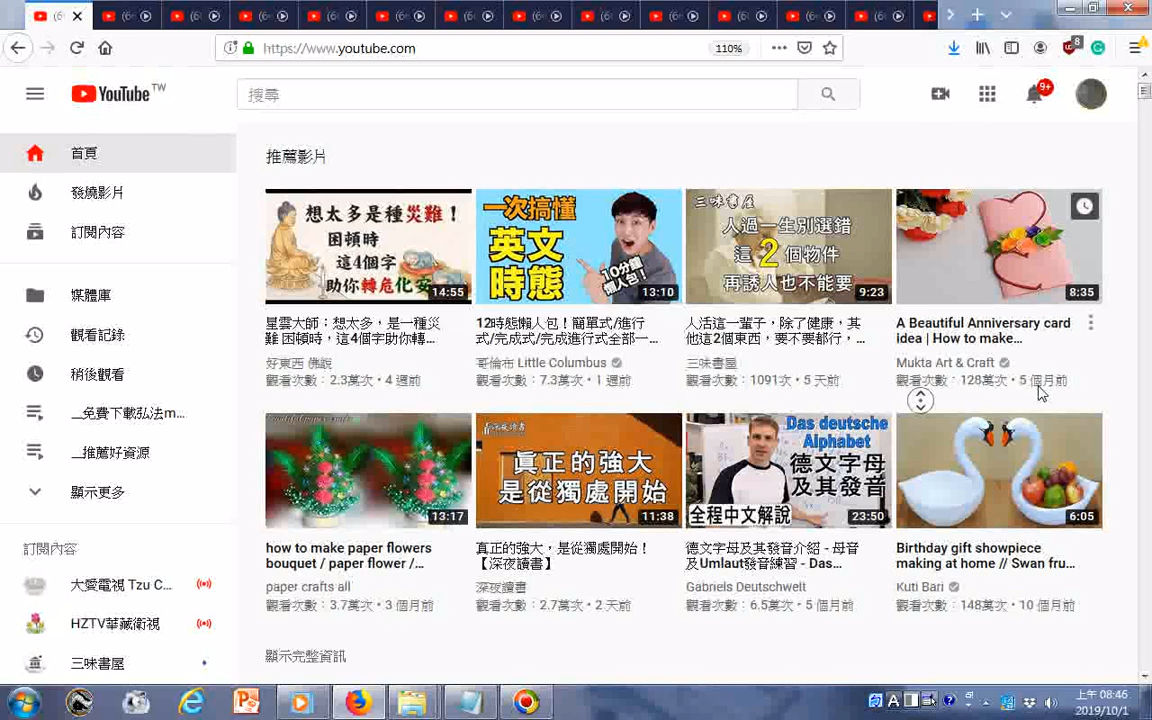 https://www.youtube.com
110%
8
YouTube TW
搜尋
9+
首頁
發燒影片
訂閱內容
媒體庫
觀看記錄
稍後觀看
__免費下載弘法m...
__推薦好資源
顯示更多
訂閱內容
大愛電視 Tzu C...
HZTV華藏衛視
三味書屋
推薦影片
想太多是種災難！
困頓時
這4個字
助你轉危化安
14:55
一次搞懂
英文
時態
10分鐘
懶人包！
13:10
三味書屋
人過一生別選錯
這2個物件
再誘人也不能要
9:23
8:35
星雲大師：想太多，是一種災
難 困頓時，這4個字助你轉...
好東西 佛說
觀看次數：2.3萬次 • 4 週前
12時態懶人包！簡單式/進行
式/完成式/完成進行式全部一...
哥倫布 Little Columbus
觀看次數：7.3萬次 • 1 週前
人活這一輩子，除了健康，其
他這2個東西，要不要都行，...
三味書屋
觀看次數：1091次 • 5 天前
A Beautiful Anniversary card
idea | How to make...
Mukta Art & Craft
觀看次數：128萬次 • 5 個月前
13:17
深夜讀書
真正的強大
是從獨處開始
11:38
Das deutsche
Alphabet
德文字母
及其發音
全程中文解說
23:50
6:05
how to make paper flowers
bouquet / paper flower /...
paper crafts all
觀看次數：3.7萬次 • 3 個月前
真正的強大，是從獨處開始！
【深夜讀書】
深夜讀書
觀看次數：2.7萬次 • 2 天前
德文字母及其發音介紹 - 母音
及Umlaut發音練習 - Das...
Gabriels Deutschwelt
觀看次數：6.5萬次 • 5 個月前
Birthday gift showpiece
making at home // Swan fru...
Kuti Bari
觀看次數：148萬次 • 10 個月前
顯示完整資訊
A
上午 08:46
2019/10/1